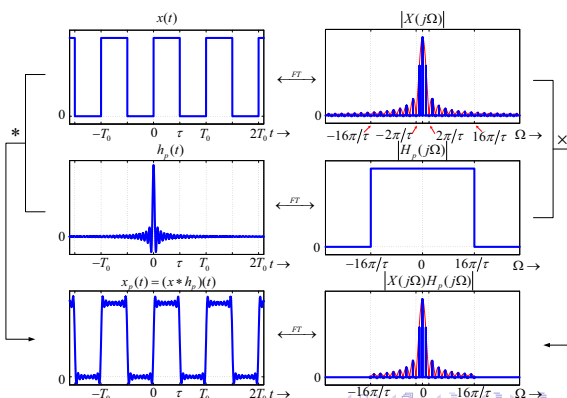 x(t)
|X(jΩ)|
0
0
FT
−T₀ 0 τ T₀ 2T₀ t →
−16π/τ −2π/τ 2π/τ 16π/τ Ω →
*
×
hₚ(t)
|Hₚ(jΩ)|
0
0
FT
−T₀ 0 τ T₀ 2T₀ t →
−16π/τ 0 16π/τ Ω →
xₚ(t)=(x*hₚ)(t)
|X(jΩ)Hₚ(jΩ)|
0
0
FT
−T₀ 0 τ T₀ 2T₀ t →
−16π/τ 0 16π/τ Ω →